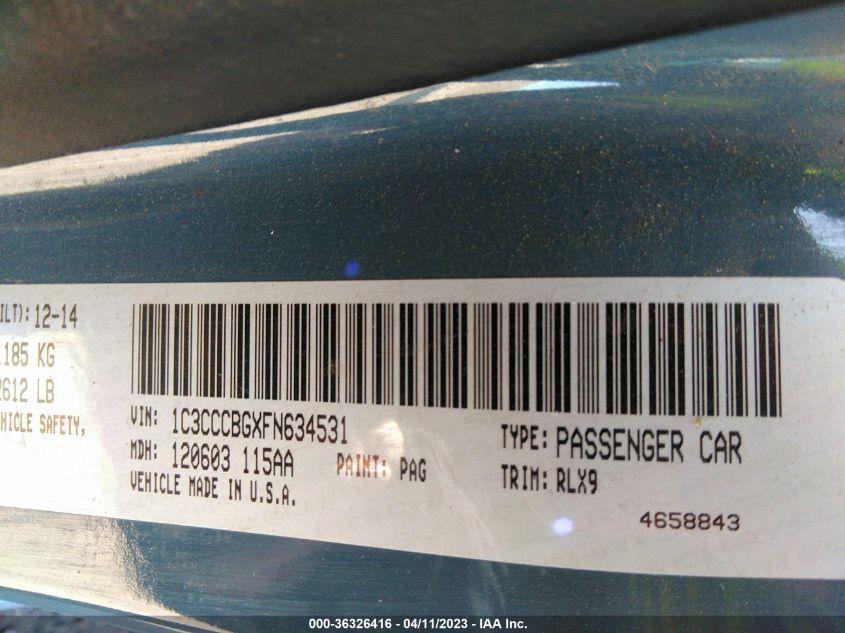 ILT): 12-14
185 KG
2612 LB
EHICLE SAFETY,
VIN: 1C3CCCBGXFN634531
MDH: 120603 115AA
PAINT: PAG
VEHICLE MADE IN U.S.A.
TYPE: PASSENGER CAR
TRIM: RLX9
4658843
000-36326416 - 04/11/2023 - IAA Inc.